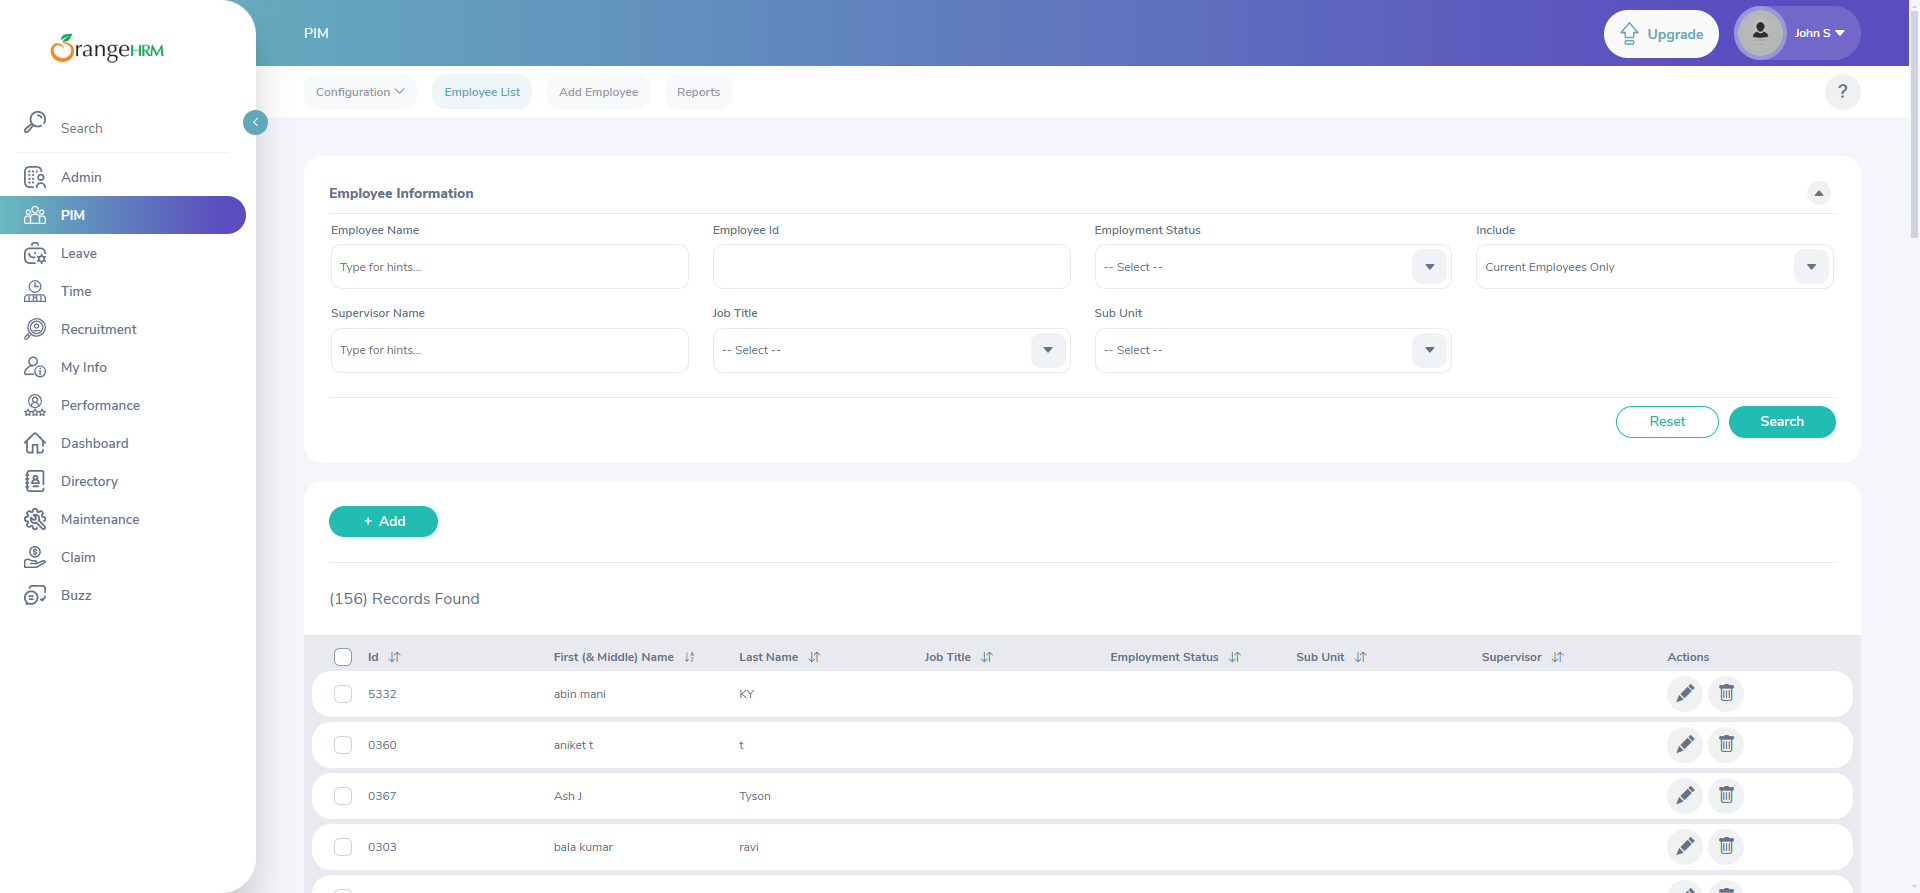 OrangeHRM
PIM
Upgrade
John S
Configuration
Employee List
Add Employee
Reports
?
Search
Admin
PIM
Leave
Time
Recruitment
My Info
Performance
Dashboard
Directory
Maintenance
Claim
Buzz
Employee Information
Employee Name
Employee Id
Employment Status
Include
Type for hints...
-- Select --
Current Employees Only
Supervisor Name
Job Title
Sub Unit
Type for hints...
-- Select --
-- Select --
Reset
Search
+ Add
(156) Records Found
Id First (& Middle) Name Last Name Job Title Employment Status Sub Unit Supervisor Actions
5332 abin mani KY
0360 aniket t t
0367 Ash J Tyson
0303 bala kumar ravi